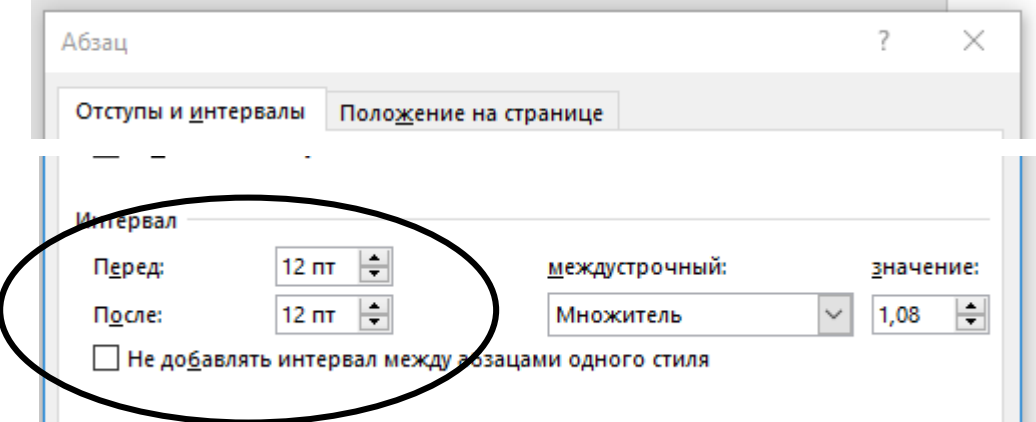 Абзац ?
Отступы и интервалы Положение на странице
Интервал
Перед: 12 пт междустрочный: значение:
После: 12 пт Множитель 1,08
Не добавлять интервал между абзацами одного стиля